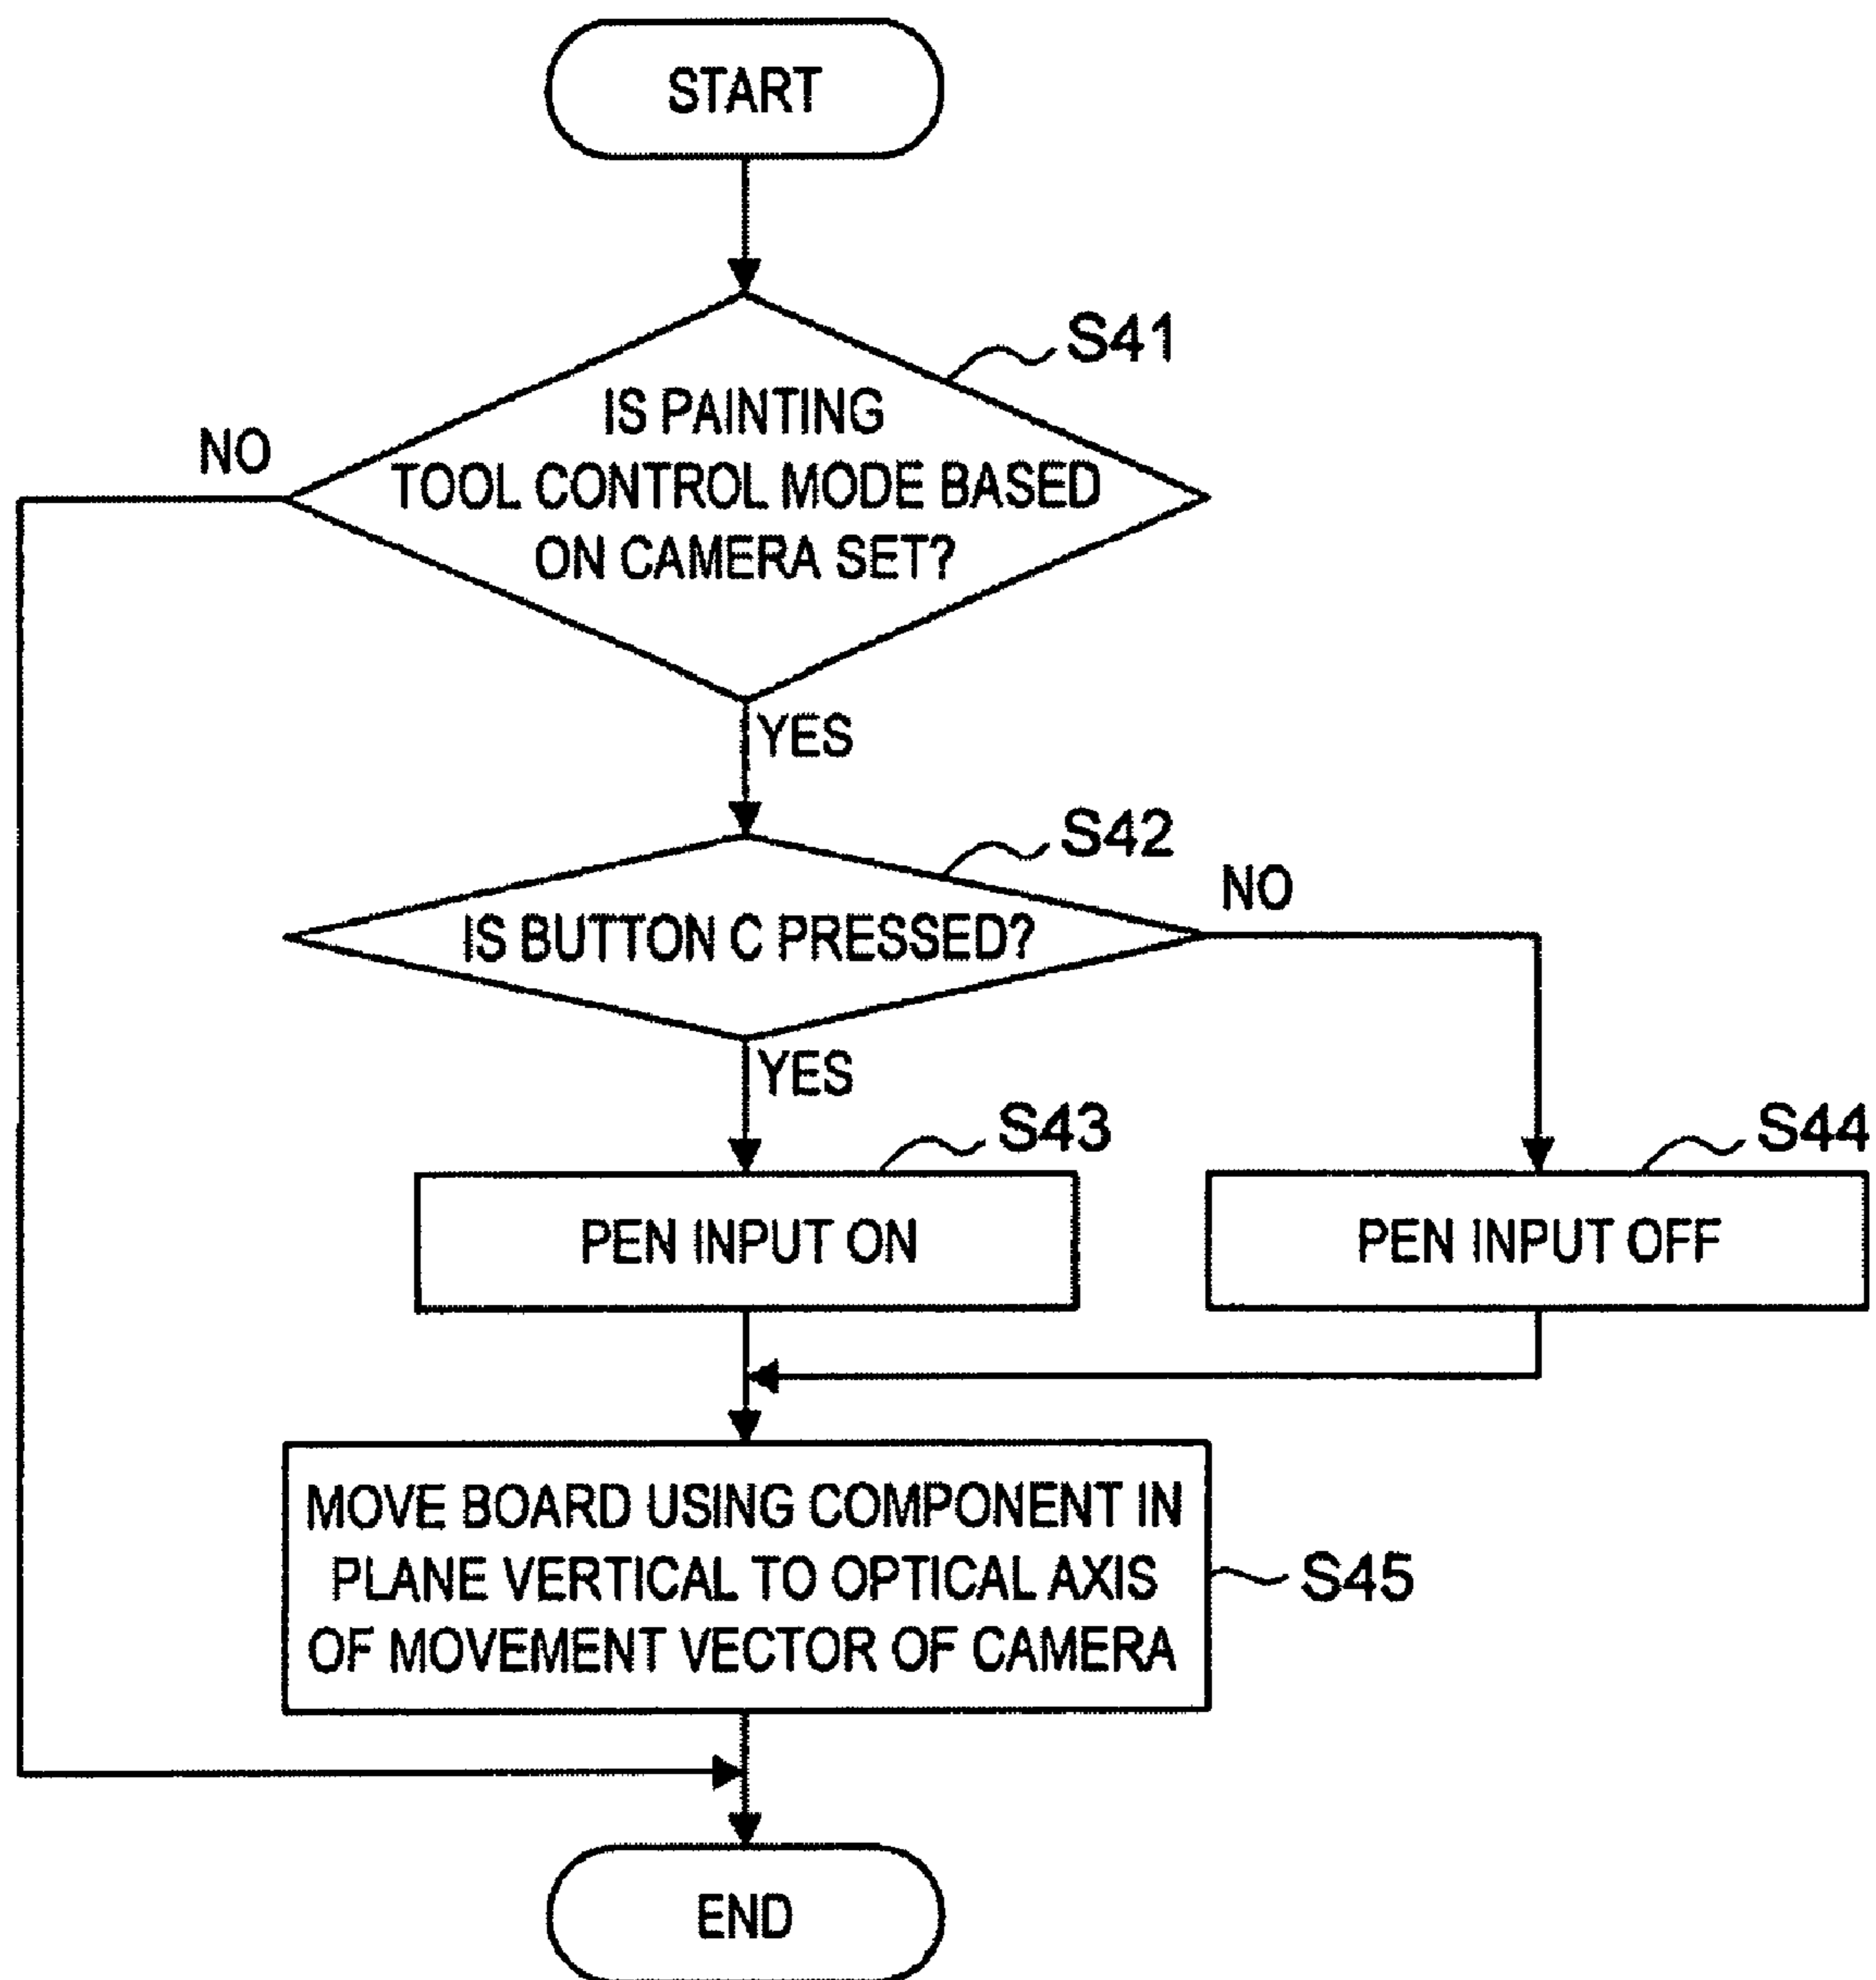 START
S41
IS PAINTING
NO
TOOL CONTROL MODE BASED
ON CAMERA SET?
YES
S42
NO
IS BUTTON C PRESSED?
YES
S43
S44
PEN INPUT ON
PEN INPUT OFF
MOVE BOARD USING COMPONENT IN
PLANE VERTICAL TO OPTICAL AXIS
OF MOVEMENT VECTOR OF CAMERA
S45
END